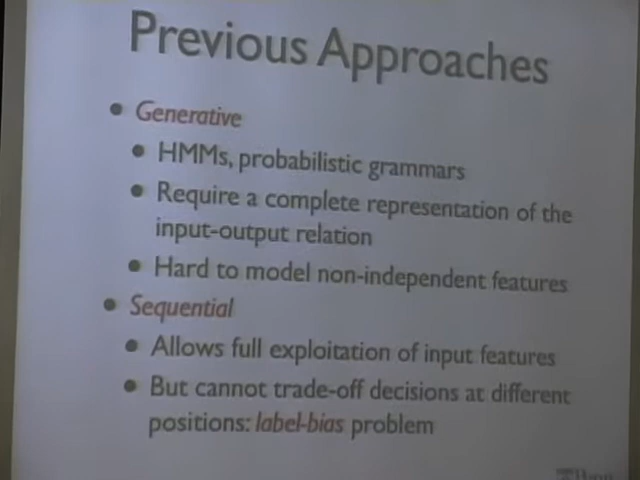 Previous Approaches
• Generative
• HMMs, probabilistic grammars
• Require a complete representation of the
input-output relation
• Hard to model non-independent features
• Sequential
• Allows full exploitation of input features
• But cannot trade-off decisions at different
positions: label-bias problem